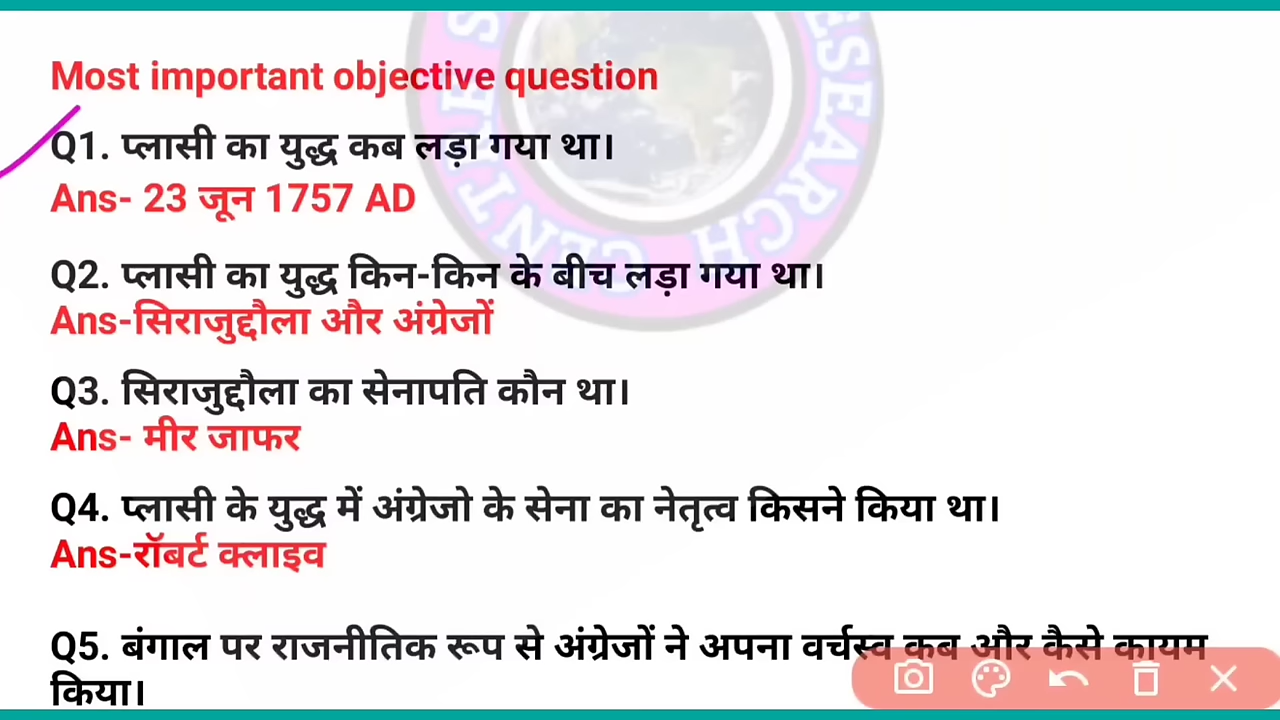 Most important objective question
Q1. प्लासी का युद्ध कब लड़ा गया था।
Ans- 23 जून 1757 AD
Q2. प्लासी का युद्ध किन-किन के बीच लड़ा गया था।
Ans-सिराजुद्दौला और अंग्रेजों
Q3. सिराजुद्दौला का सेनापति कौन था।
Ans- मीर जाफर
Q4. प्लासी के युद्ध में अंग्रेजो के सेना का नेतृत्व किसने किया था।
Ans-रॉबर्ट क्लाइव
Q5. बंगाल पर राजनीतिक रूप से अंग्रेजों ने अपना वर्चस्व कब और कैसे कायम
किया।